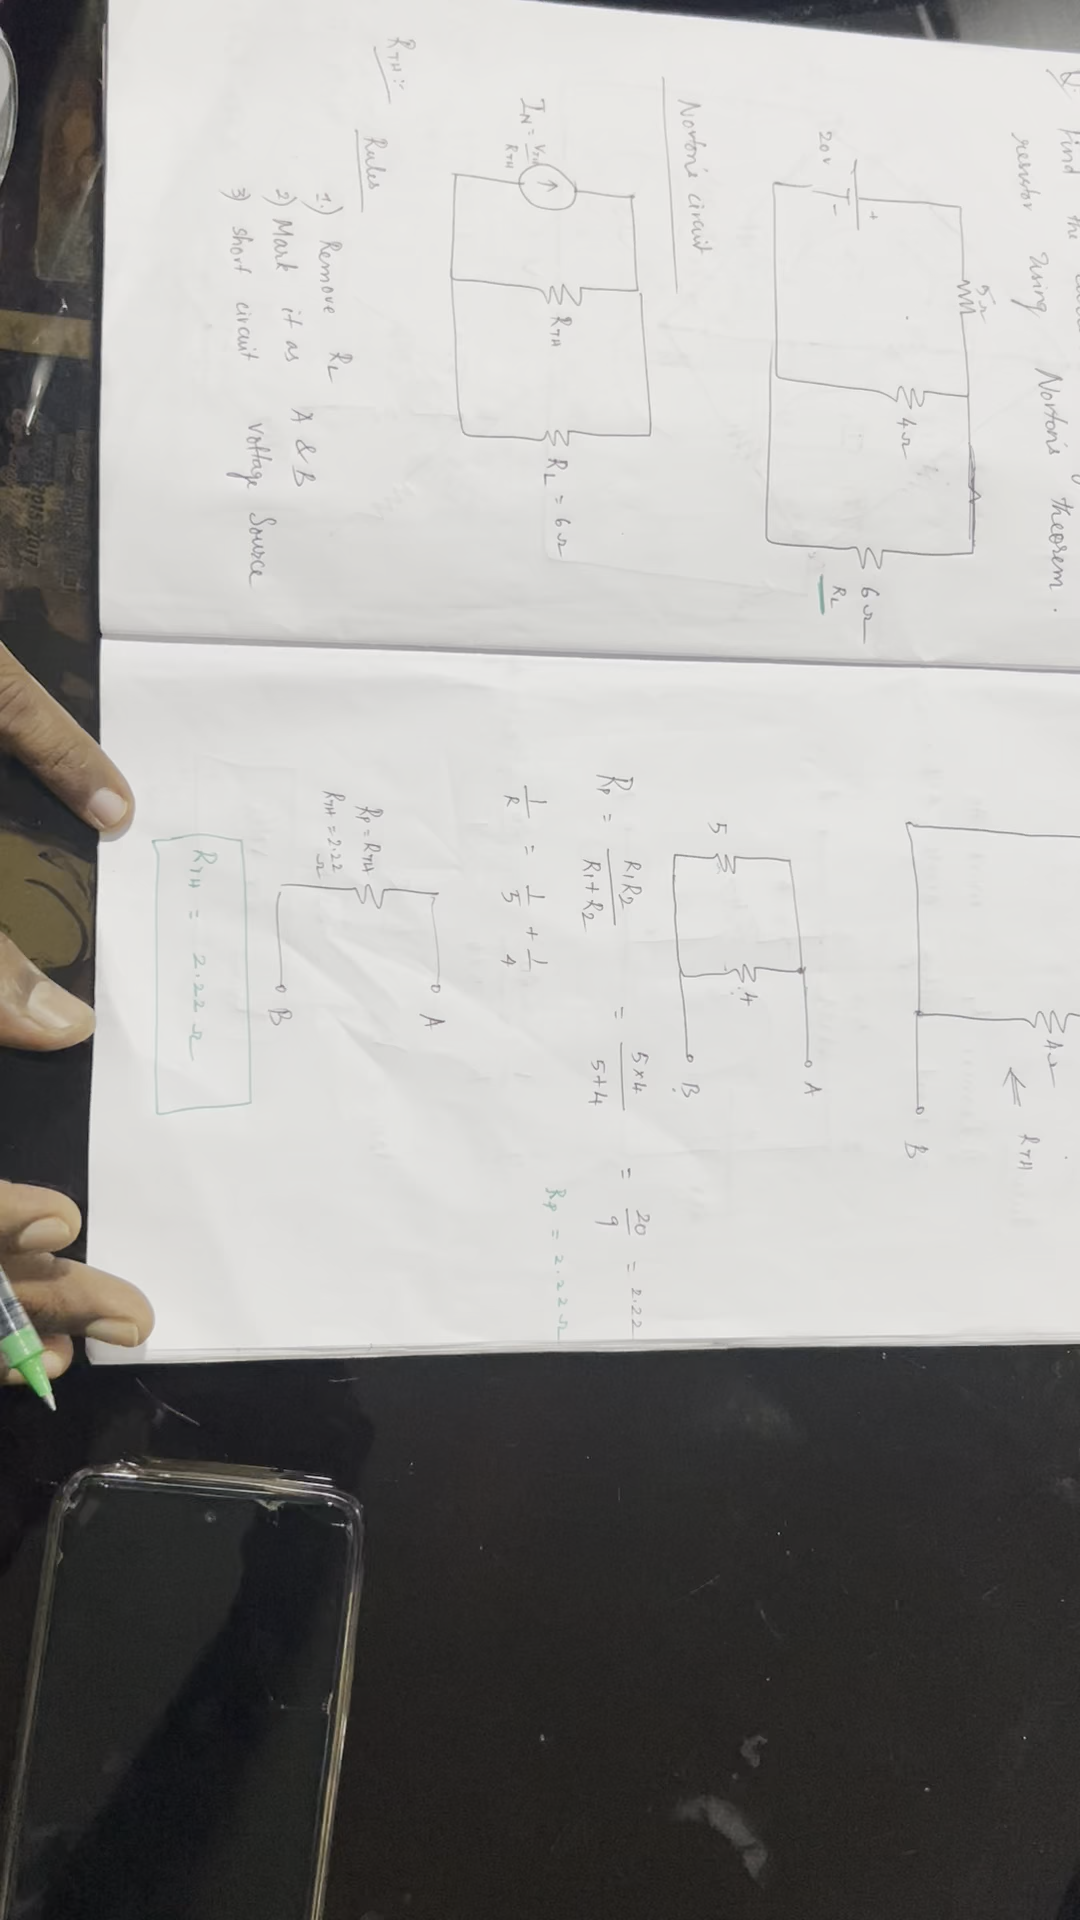 Q. Find the
resistor using Norton's theorem.
5Ω
20V
+
-
4Ω
6Ω
RL
Norton's circuit
IN = VTH
RTH
RTH
RL = 6Ω
RTH:-
Rules
1) Remove RL
2) Mark it as A & B
3) short circuit voltage Source
4Ω
← RTH
B
5
4
A
B
RP = R1R2 / R1+R2 = 5×4 / 5+4 = 20 / 9 = 2.22
RP = 2.22Ω
1/R = 1/5 + 1/4
A
RP = RTH
RTH = 2.22
Ω
B
RTH = 2.22Ω